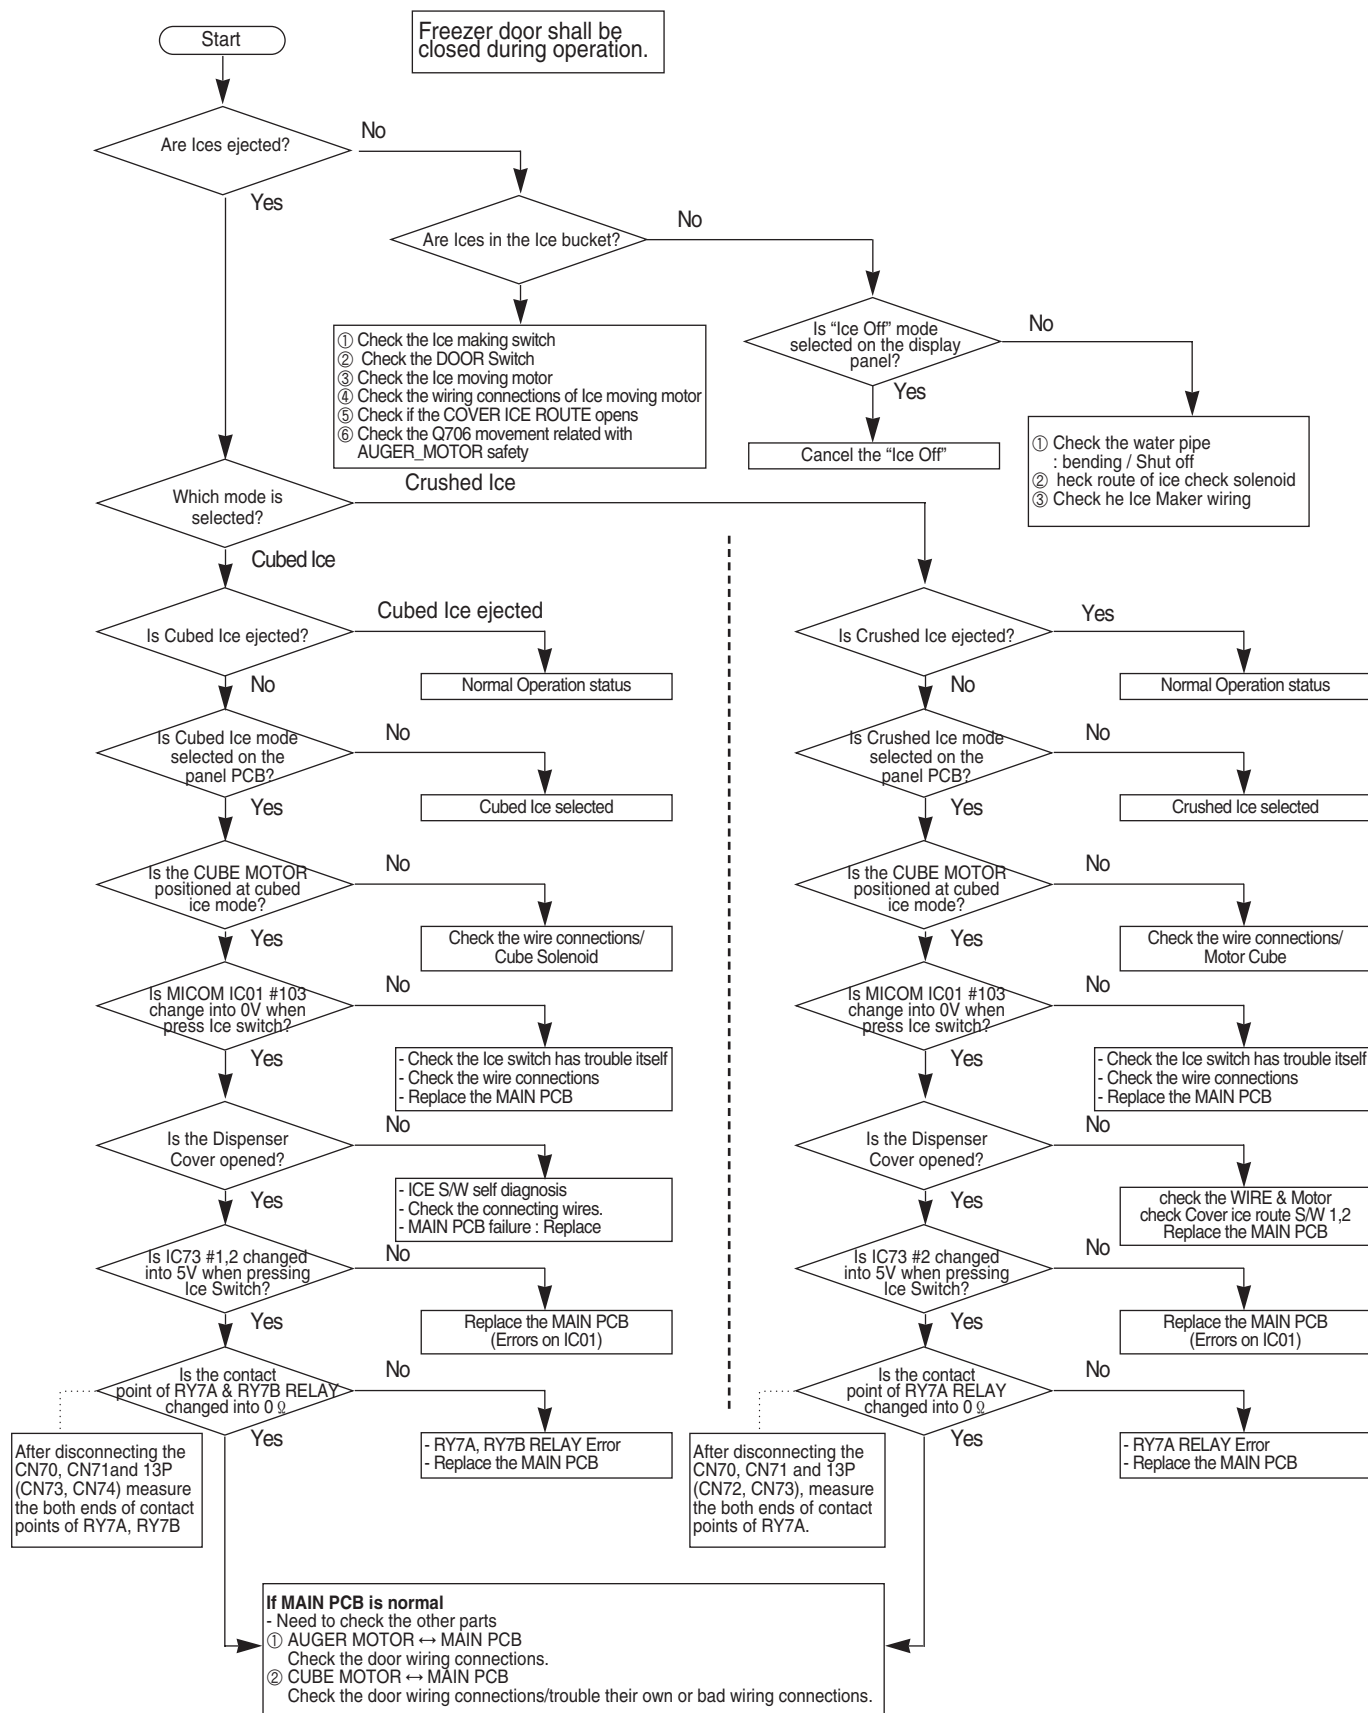 Start
Freezer door shall be
closed during operation.
Are Ices ejected?
No
Yes
Are Ices in the Ice bucket?
No
① Check the Ice making switch
② Check the DOOR Switch
③ Check the Ice moving motor
④ Check the wiring connections of Ice moving motor
⑤ Check if the COVER ICE ROUTE opens
⑥ Check the Q706 movement related with
AUGER_MOTOR safety
Is “Ice Off” mode
selected on the display
panel?
No
Yes
Cancel the “Ice Off”
① Check the water pipe
: bending / Shut off
② heck route of ice check solenoid
③ Check he Ice Maker wiring
Which mode is
selected?
Crushed Ice
Cubed Ice
Is Cubed Ice ejected?
Cubed Ice ejected
No
Normal Operation status
Is Cubed Ice mode
selected on the
panel PCB?
No
Yes
Cubed Ice selected
Is the CUBE MOTOR
positioned at cubed
ice mode?
No
Yes
Check the wire connections/
Cube Solenoid
Is MICOM IC01 #103
change into 0V when
press Ice switch?
No
Yes
- Check the Ice switch has trouble itself
- Check the wire connections
- Replace the MAIN PCB
Is the Dispenser
Cover opened?
No
Yes
- ICE S/W self diagnosis
- Check the connecting wires.
- MAIN PCB failure : Replace
Is IC73 #1,2 changed
into 5V when pressing
Ice Switch?
No
Yes
Replace the MAIN PCB
(Errors on IC01)
Is the contact
point of RY7A & RY7B RELAY
changed into 0 Ω
No
Yes
- RY7A, RY7B RELAY Error
- Replace the MAIN PCB
After disconnecting the
CN70, CN71and 13P
(CN73, CN74) measure
the both ends of contact
points of RY7A, RY7B
Is Crushed Ice ejected?
Yes
No
Normal Operation status
Is Crushed Ice mode
selected on the
panel PCB?
No
Yes
Crushed Ice selected
Is the CUBE MOTOR
positioned at cubed
ice mode?
No
Yes
Check the wire connections/
Motor Cube
Is MICOM IC01 #103
change into 0V when
press Ice switch?
No
Yes
- Check the Ice switch has trouble itself
- Check the wire connections
- Replace the MAIN PCB
Is the Dispenser
Cover opened?
No
Yes
check the WIRE & Motor
check Cover ice route S/W 1,2
Replace the MAIN PCB
Is IC73 #2 changed
into 5V when pressing
Ice Switch?
No
Yes
Replace the MAIN PCB
(Errors on IC01)
Is the contact
point of RY7A RELAY
changed into 0 Ω
No
Yes
- RY7A RELAY Error
- Replace the MAIN PCB
After disconnecting the
CN70, CN71 and 13P
(CN72, CN73), measure
the both ends of contact
points of RY7A.
If MAIN PCB is normal
- Need to check the other parts
① AUGER MOTOR ↔ MAIN PCB
Check the door wiring connections.
② CUBE MOTOR ↔ MAIN PCB
Check the door wiring connections/trouble their own or bad wiring connections.